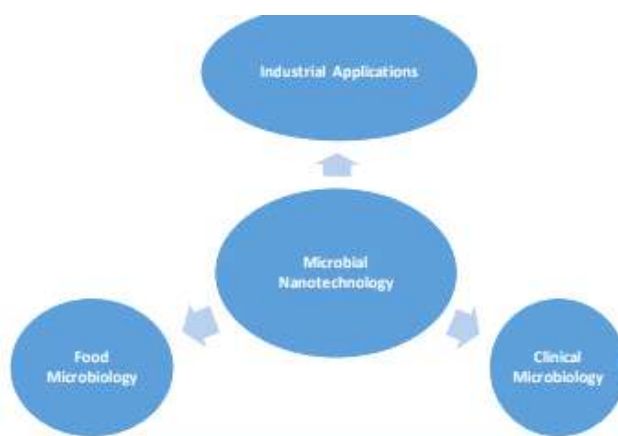 Industrial Applications
Microbial
Nanotechnology
Food
Microbiology
Clinical
Microbiology